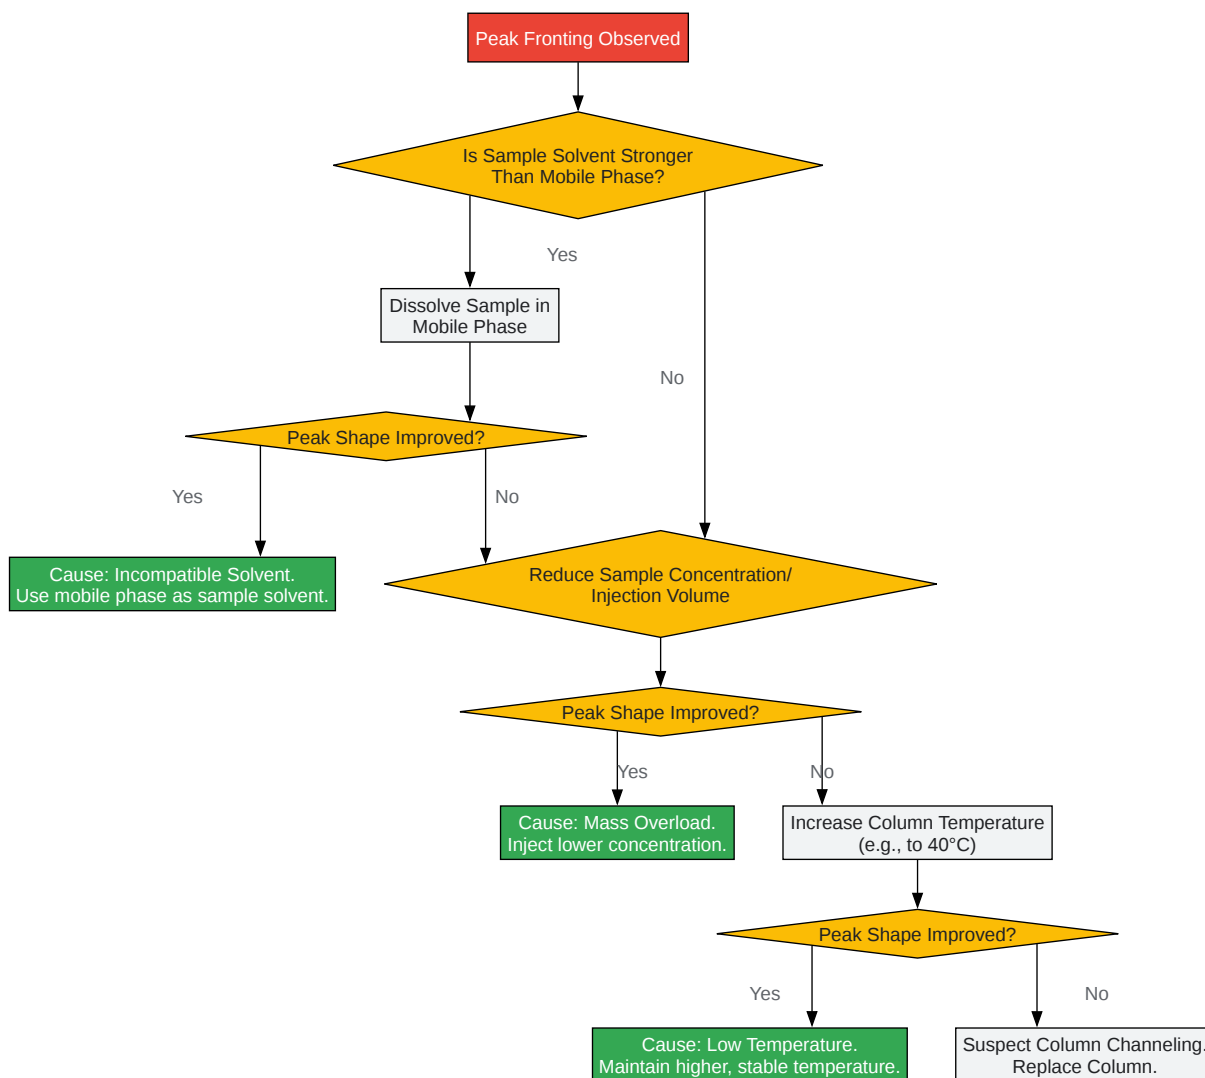 Peak Fronting Observed
Is Sample Solvent Stronger
Than Mobile Phase?
Yes
Dissolve Sample in
Mobile Phase
No
Peak Shape Improved?
Yes
No
Cause: Incompatible Solvent.
Use mobile phase as sample solvent.
Reduce Sample Concentration/
Injection Volume
Peak Shape Improved?
Yes
No
Cause: Mass Overload.
Inject lower concentration.
Increase Column Temperature
(e.g., to 40°C)
Peak Shape Improved?
Yes
No
Cause: Low Temperature.
Maintain higher, stable temperature.
Suspect Column Channeling.
Replace Column.